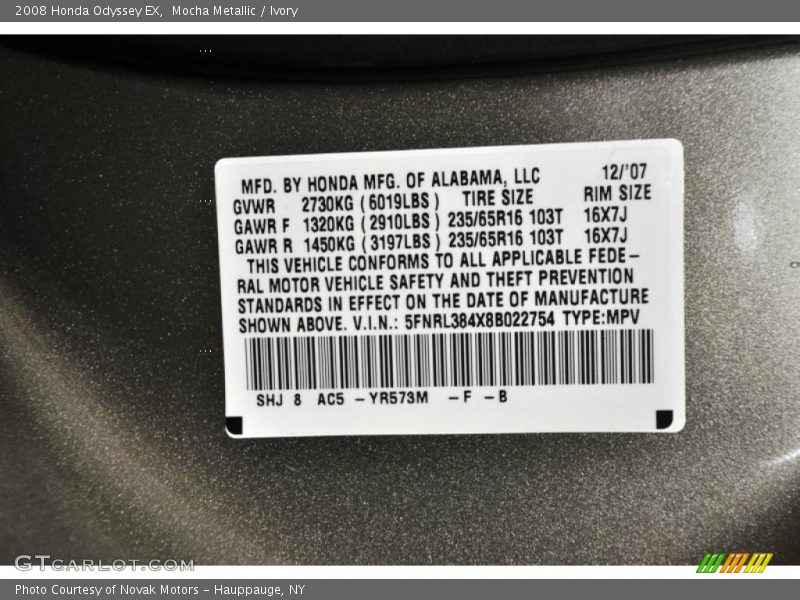 2008 Honda Odyssey EX, Mocha Metallic / Ivory
MFD. BY HONDA MFG. OF ALABAMA, LLC 12/'07
GVWR 2730KG ( 6019LBS ) TIRE SIZE RIM SIZE
GAWR F 1320KG ( 2910LBS ) 235/65R16 103T 16X7J
GAWR R 1450KG ( 3197LBS ) 235/65R16 103T 16X7J
THIS VEHICLE CONFORMS TO ALL APPLICABLE FEDE-
RAL MOTOR VEHICLE SAFETY AND THEFT PREVENTION
STANDARDS IN EFFECT ON THE DATE OF MANUFACTURE
SHOWN ABOVE. V.I.N.: 5FNRL384X8B022754 TYPE:MPV
SHJ 8 AC5 -YR573M -F -B
GTCARLOT.COM
Photo Courtesy of Novak Motors - Hauppauge, NY